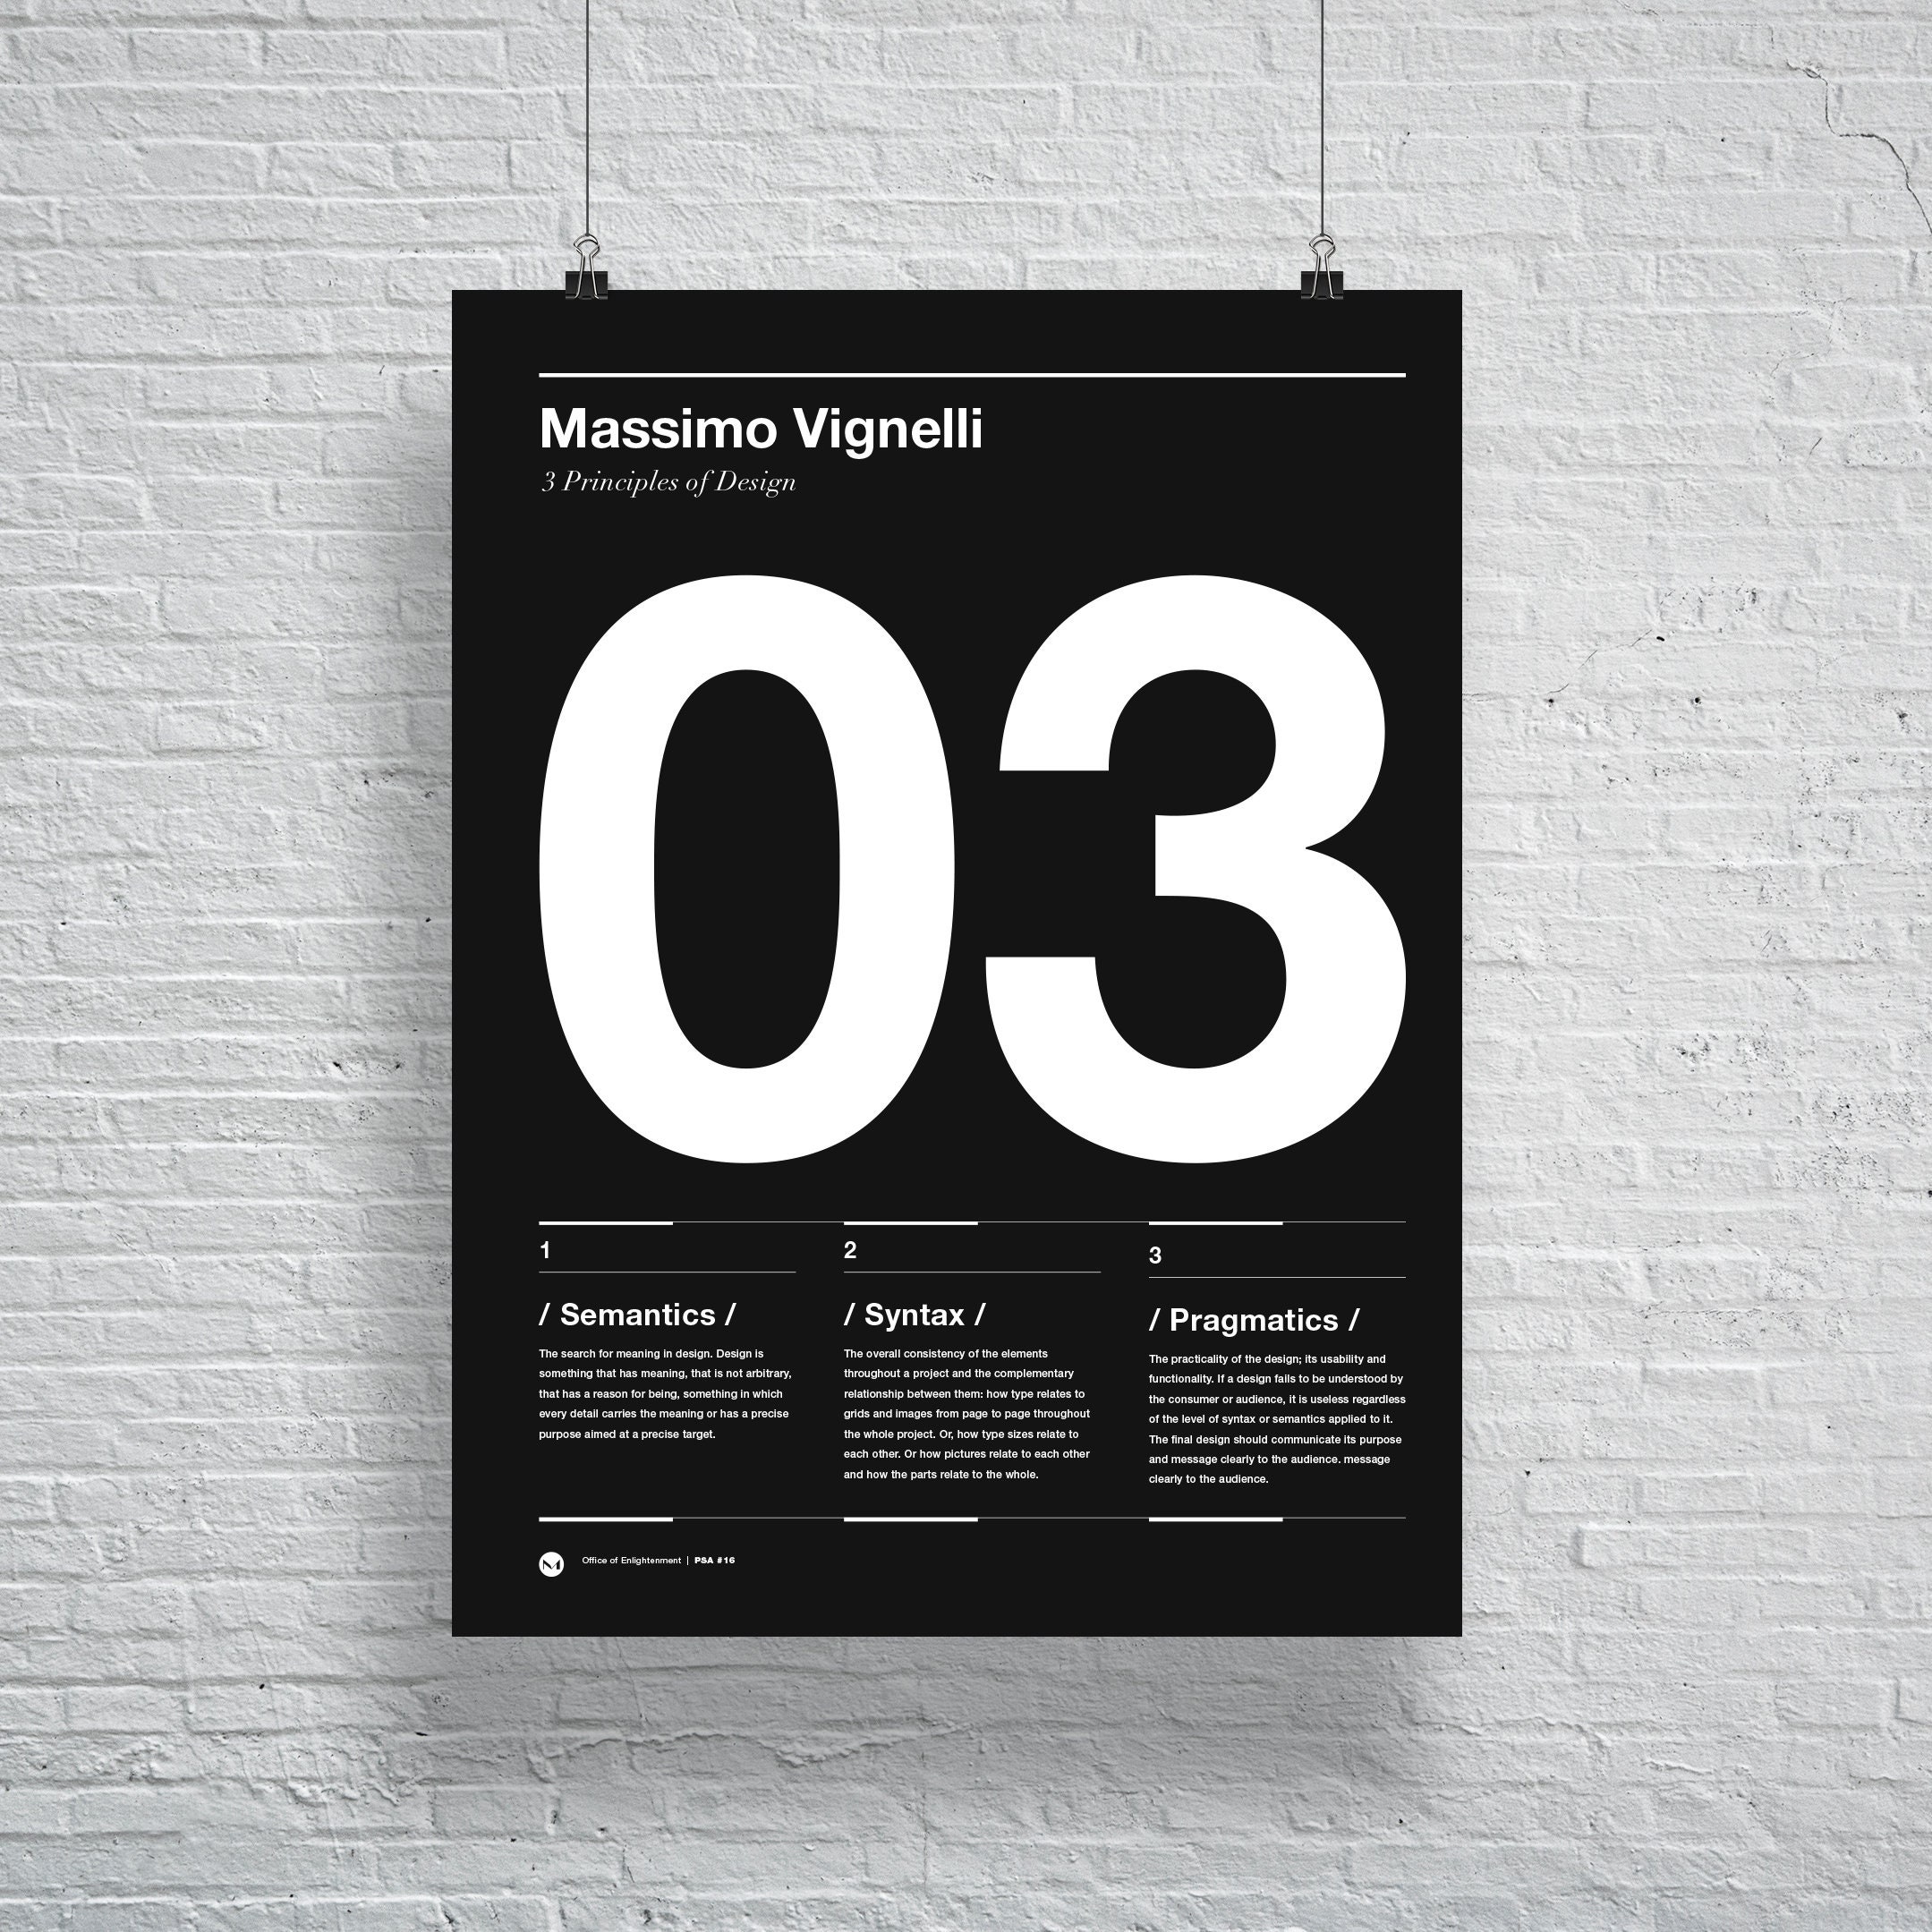 Massimo Vignelli
3 Principles of Design
03
1
/ Semantics /
The search for meaning in design. Design is
something that has meaning, that is not arbitrary,
that has a reason for being, something in which
every detail carries the meaning or has a precise
purpose aimed at a precise target.
2
/ Syntax /
The overall consistency of the elements
throughout a project and the complementary
relationship between them: how type relates to
grids and images from page to page throughout
the whole project. Or, how type sizes relate to
each other. Or how pictures relate to each other
and how the parts relate to the whole.
3
/ Pragmatics /
The practicality of the design; its usability and
functionality. If a design fails to be understood by
the consumer or audience, it is useless regardless
of the level of syntax or semantics applied to it.
The final design should communicate its purpose
and message clearly to the audience. message
clearly to the audience.
M
Office of Enlightenment | PSA #16